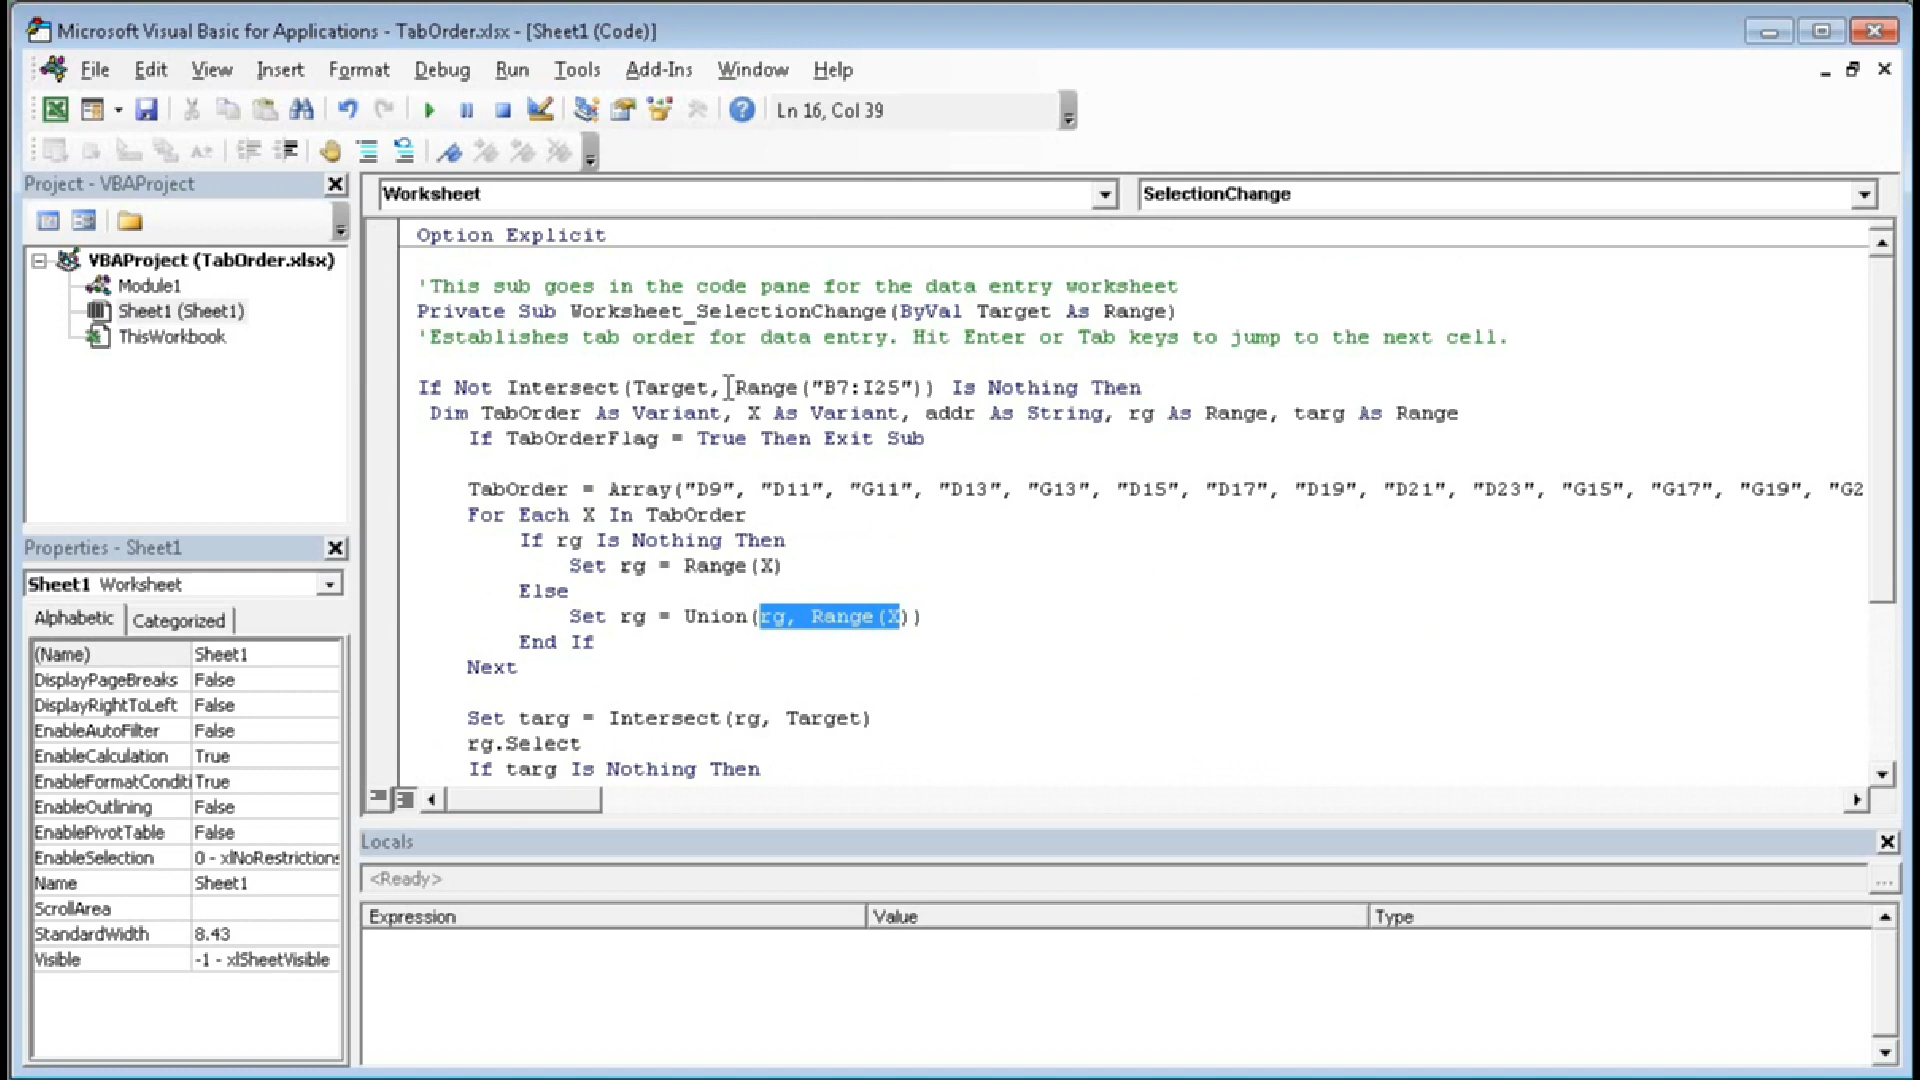 Microsoft Visual Basic for Applications - TabOrder.xlsx - [Sheet1 (Code)]
File Edit View Insert Format Debug Run Tools Add-Ins Window Help
Ln 16, Col 39
Project - VBAProject
VBAProject (TabOrder.xlsx)
Module1
Sheet1 (Sheet1)
ThisWorkbook
Properties - Sheet1
Sheet1 Worksheet
Alphabetic Categorized
(Name) Sheet1
DisplayPageBreaks False
DisplayRightToLeft False
EnableAutoFilter False
EnableCalculation True
EnableFormatConditi True
EnableOutlining False
EnablePivotTable False
EnableSelection 0 - xlNoRestrictions
Name Sheet1
ScrollArea
StandardWidth 8.43
Visible -1 - xlSheetVisible
Worksheet SelectionChange
Option Explicit
'This sub goes in the code pane for the data entry worksheet
Private Sub Worksheet_SelectionChange(ByVal Target As Range)
'Establishes tab order for data entry. Hit Enter or Tab keys to jump to the next cell.
If Not Intersect(Target, Range("B7:I25")) Is Nothing Then
Dim TabOrder As Variant, X As Variant, addr As String, rg As Range, targ As Range
If TabOrderFlag = True Then Exit Sub
TabOrder = Array("D9", "D11", "G11", "D13", "G13", "D15", "D17", "D19", "D21", "D23", "G15", "G17", "G19", "G2
For Each X In TabOrder
If rg Is Nothing Then
Set rg = Range(X)
Else
Set rg = Union(rg, Range(X))
End If
Next
Set targ = Intersect(rg, Target)
rg.Select
If targ Is Nothing Then
Locals
<Ready>
...
Expression Value Type